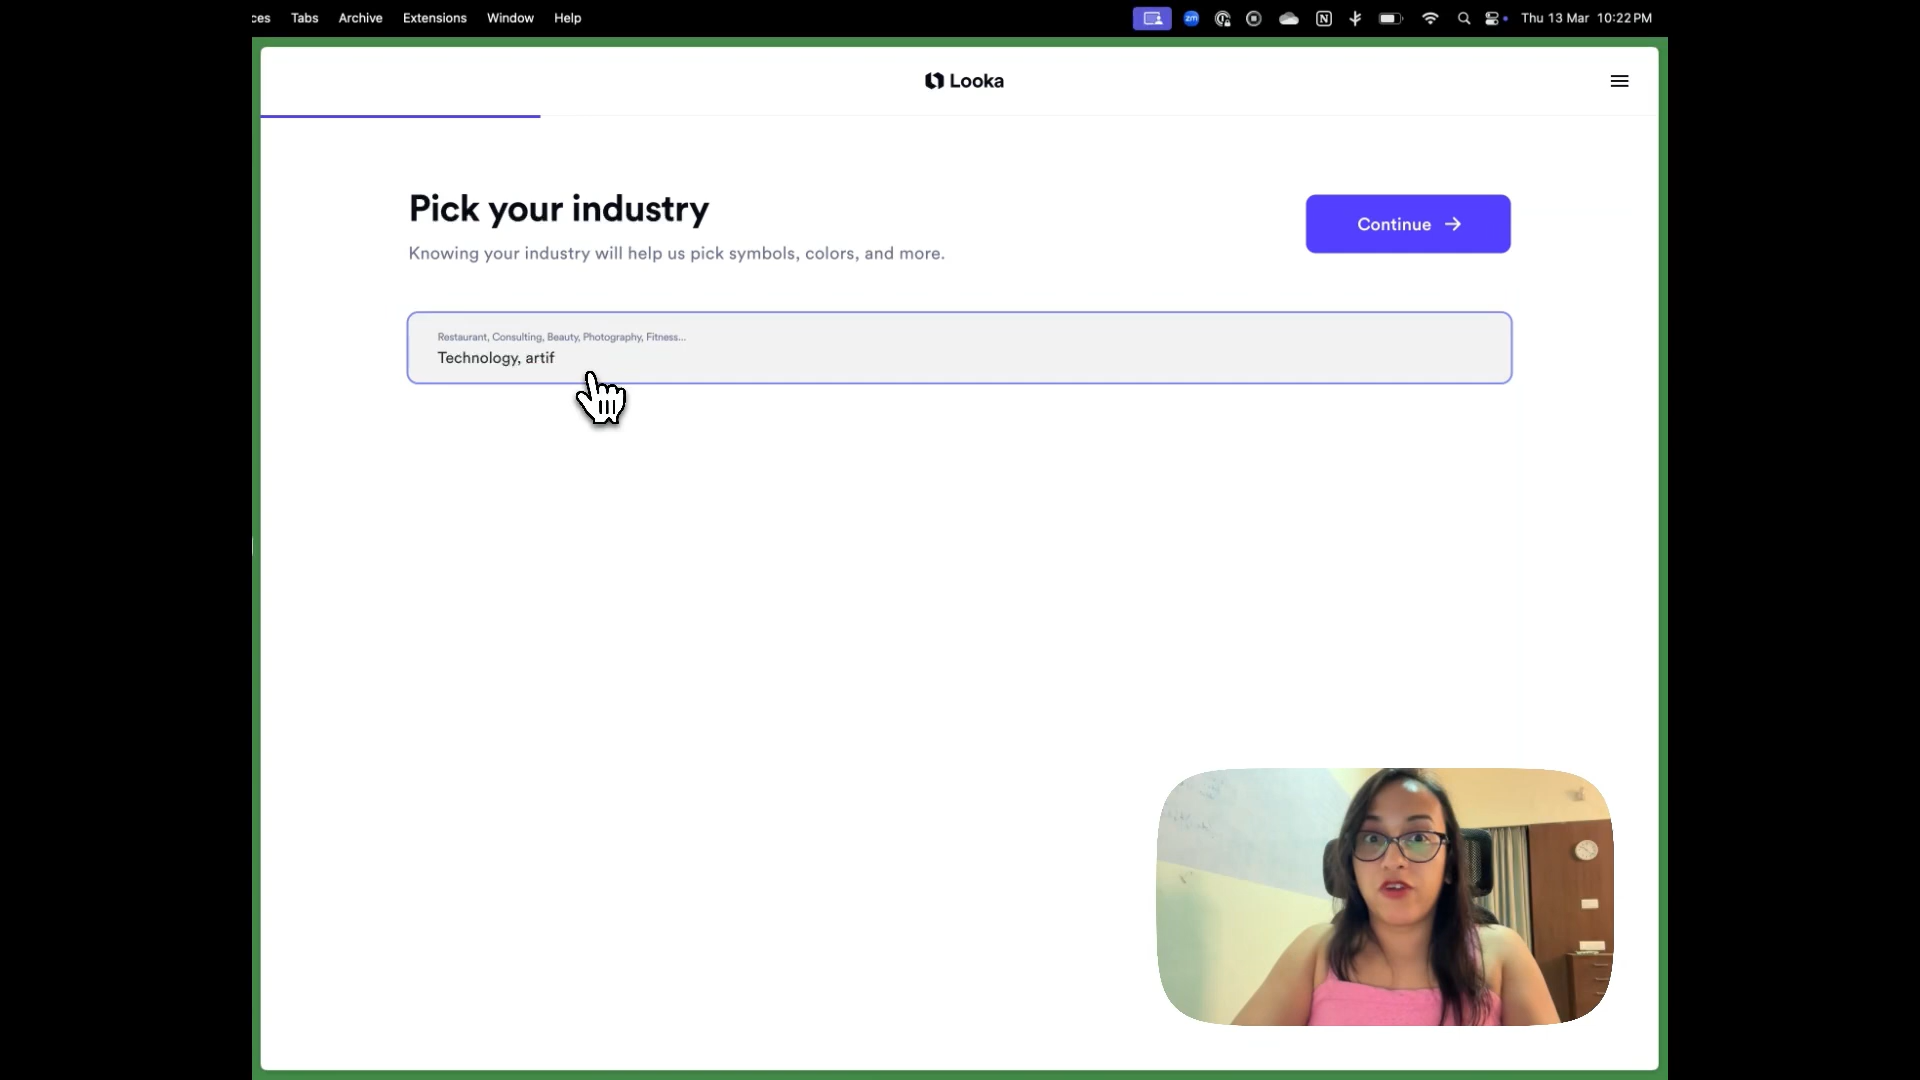 ces Tabs Archive Extensions Window Help zm N Thu 13 Mar 10:22 PM
Looka
Pick your industry
Continue →
Knowing your industry will help us pick symbols, colors, and more.
Restaurant, Consulting, Beauty, Photography, Fitness...
Technology, artif